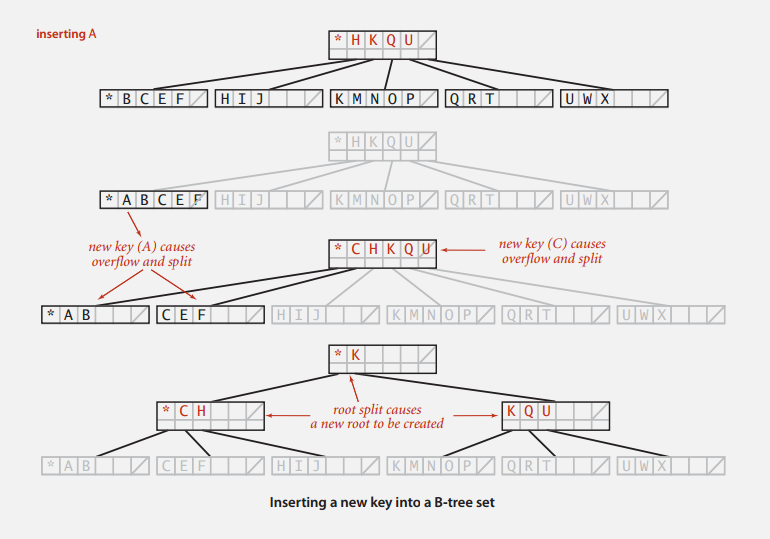 inserting A
* H K Q U
* B C E F H I J K M N O P Q R T U W X
* H K Q U
* A B C E F H I J K M N O P Q R T U W X
new key (A) causes
overflow and split
* C H K Q U
new key (C) causes
overflow and split
* A B C E F H I J K M N O P Q R T U W X
* K
* C H
root split causes
a new root to be created
K Q U
* A B C E F H I J K M N O P Q R T U W X
Inserting a new key into a B-tree set